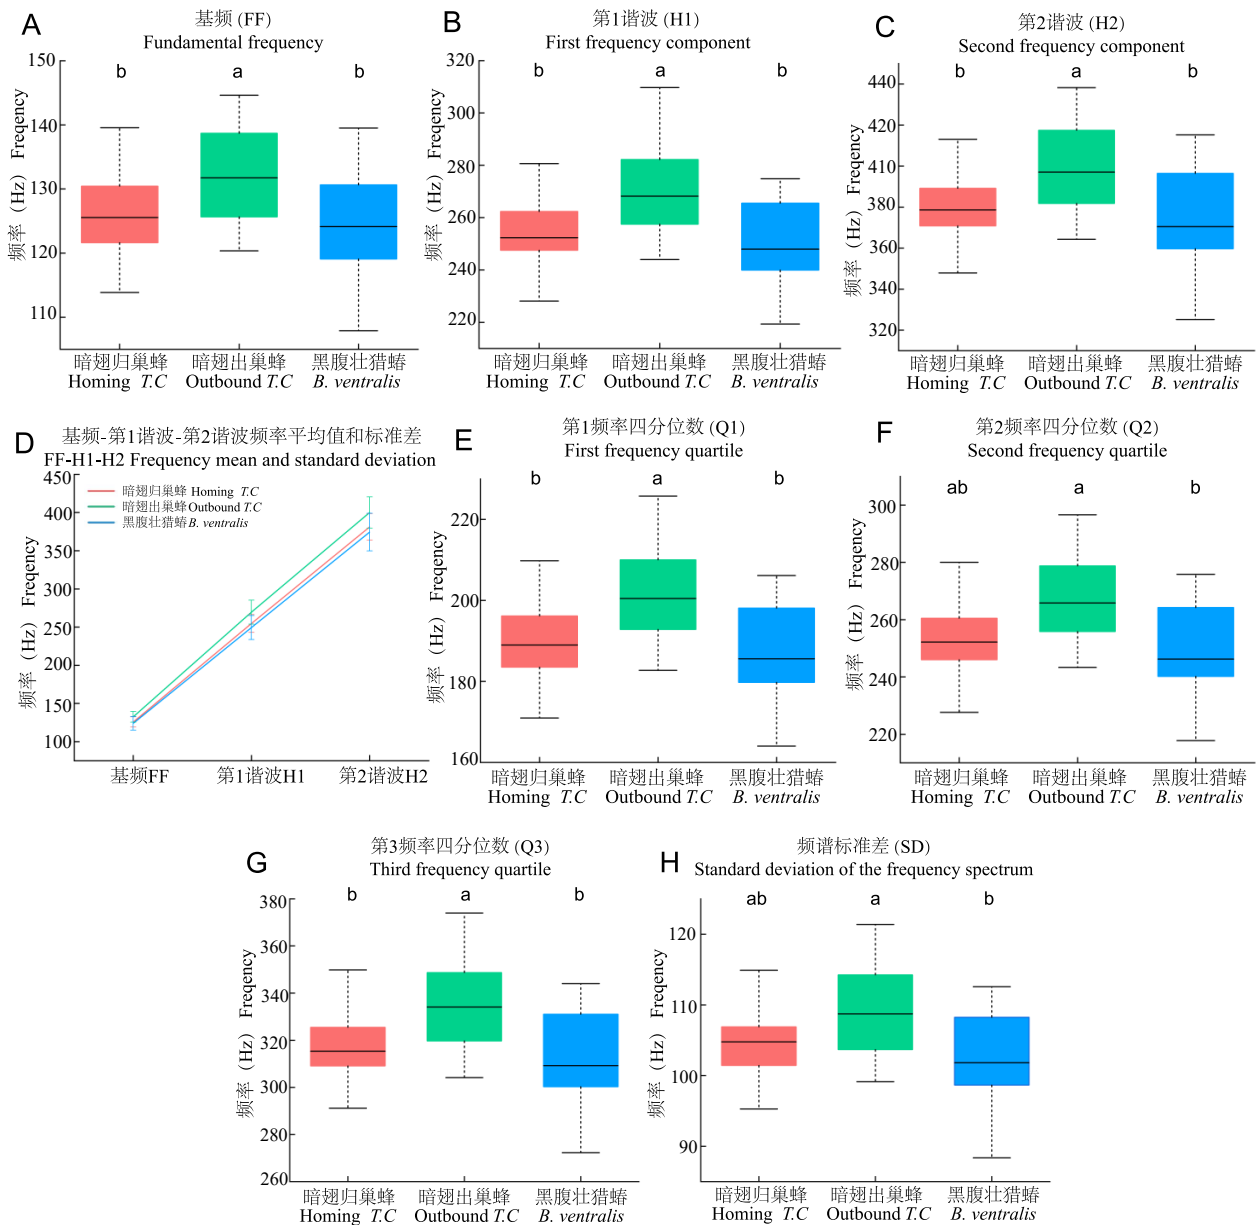 A
基频 (FF)
Fundamental frequency
b a b
频率 (Hz) Freqency
150
140
130
120
110
暗翅归巢蜂 暗翅出巢蜂 黑腹壮猎蝽
Homing T.C Outbound T.C B. ventralis
B
第1谐波 (H1)
First frequency component
b a b
频率 (Hz) Freqency
320
300
280
260
240
220
暗翅归巢蜂 暗翅出巢蜂 黑腹壮猎蝽
Homing T.C Outbound T.C B. ventralis
C
第2谐波 (H2)
Second frequency component
b a b
频率 (Hz) Freqency
440
420
410
380
360
340
320
暗翅归巢蜂 暗翅出巢蜂 黑腹壮猎蝽
Homing T.C Outbound T.C B. ventralis
D
基频-第1谐波-第2谐波频率平均值和标准差
FF-H1-H2 Frequency mean and standard deviation
频率 (Hz) Freqency
450
400
350
300
250
200
150
100
暗翅归巢蜂 Homing T.C
暗翅出巢蜂 Outbound T.C
黑腹壮猎蝽 B. ventralis
基频FF 第1谐波H1 第2谐波H2
E
第1频率四分位数 (Q1)
First frequency quartile
b a b
频率 (Hz) Freqency
220
200
180
160
暗翅归巢蜂 暗翅出巢蜂 黑腹壮猎蝽
Homing T.C Outbound T.C B. ventralis
F
第2频率四分位数 (Q2)
Second frequency quartile
ab a b
频率 (Hz) Freqency
300
280
260
240
220
暗翅归巢蜂 暗翅出巢蜂 黑腹壮猎蝽
Homing T.C Outbound T.C B. ventralis
G
第3频率四分位数 (Q3)
Third frequency quartile
b a b
频率 (Hz) Freqency
380
360
340
320
300
280
260
暗翅归巢蜂 暗翅出巢蜂 黑腹壮猎蝽
Homing T.C Outbound T.C B. ventralis
H
频谱标准差 (SD)
Standard deviation of the frequency spectrum
ab a b
频率 (Hz) Freqency
120
110
100
90
暗翅归巢蜂 暗翅出巢蜂 黑腹壮猎蝽
Homing T.C Outbound T.C B. ventralis